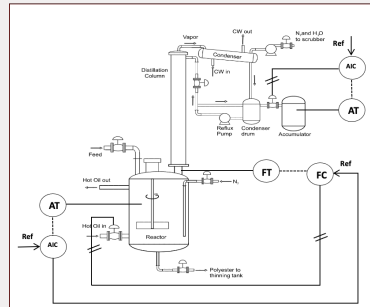 CW out
N₂and H₂O
to scrubber
Ref
Vapor
Condenser
AIC
Distillation
Column
CW in
AT
Reflux
Pump
Condenser
drum
Accumulator
Feed
Ref
FT
FC
Hot Oil out
N₂
AT
Hot Oil in
Ref
AIC
Reactor
Polyester to
thinning tank